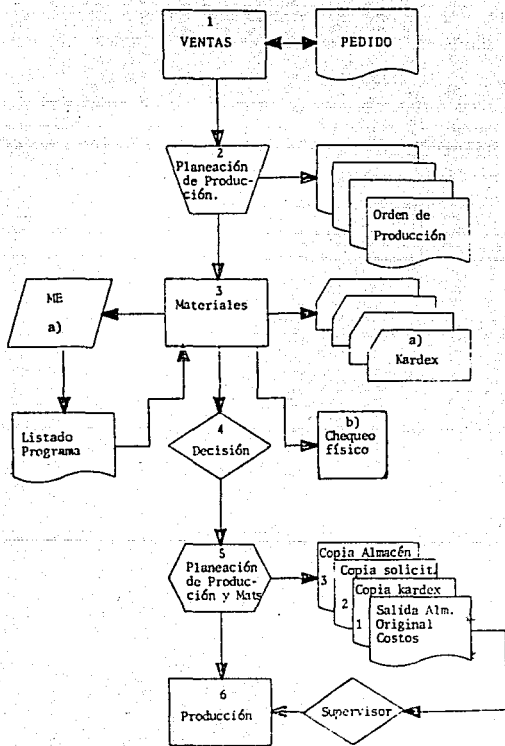 1
VENTAS
PEDIDO
2
Planeación
de Produc-
ción.
Orden de
Producción
3
Materiales
ME
a)
a)
Kardex
Listado
Programa
4
Decisión
b)
Chequeo
físico
5
Planeación
de Produc-
ción y Mats
Copia Almacén
3
Copia solicit.
2
Copia kardex
1
Salida Alm.
Original
Costos
6
Producción
Supervisor